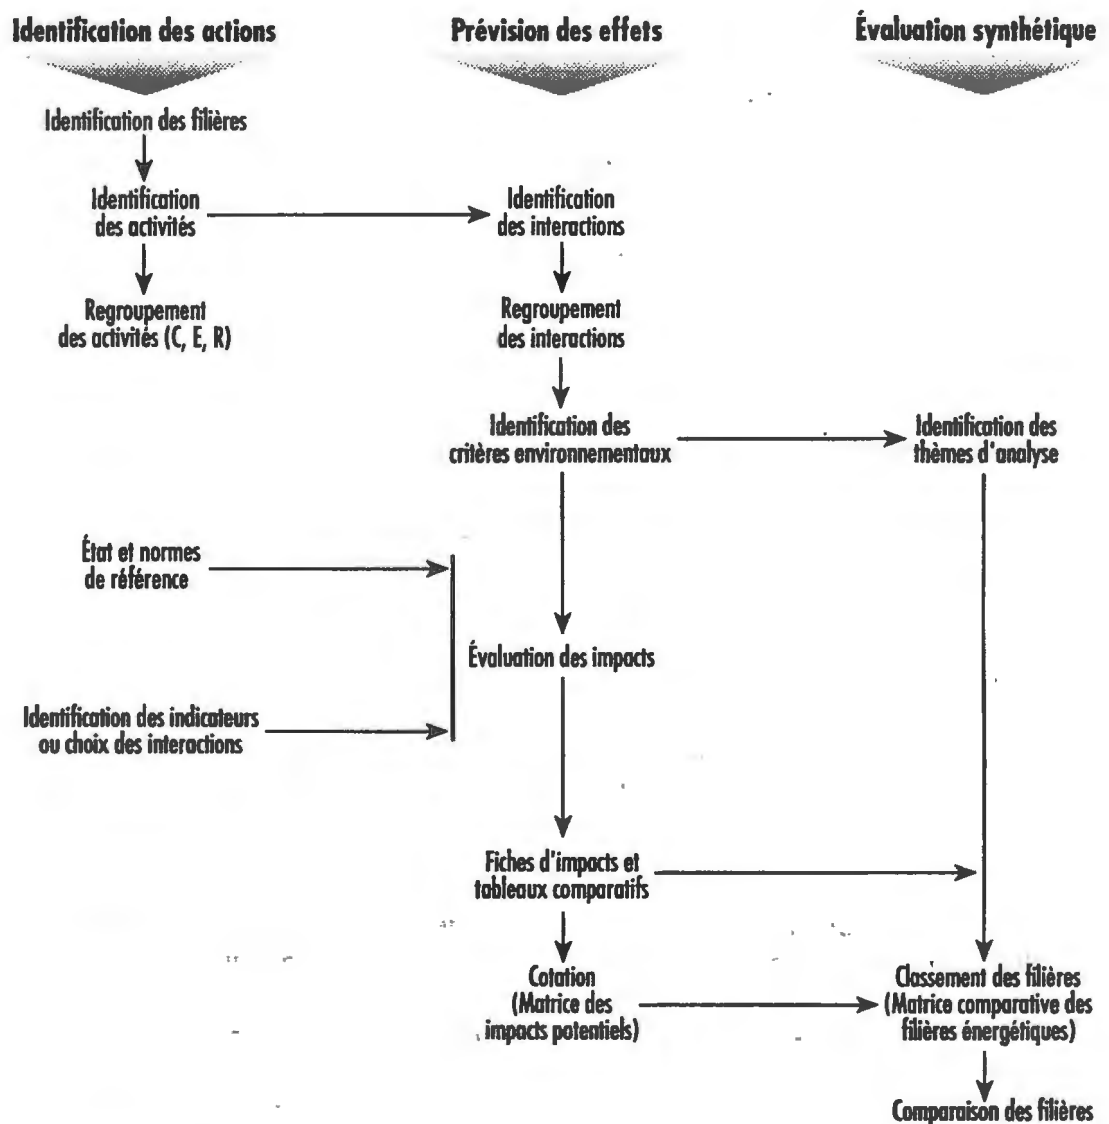 Identification des actions
Prévision des effets
Évaluation synthétique
Identification des filières
Identification
des activités
Identification
des interactions
Regroupement
des activités (C, E, R)
Regroupement
des interactions
Identification des
critères environnementaux
Identification des
thèmes d'analyse
État et normes
de référence
Évaluation des impacts
Identification des indicateurs
ou choix des interactions
Fiches d'impacts et
tableaux comparatifs
Cotation
(Matrice des
impacts potentiels)
Classement des filières
(Matrice comparative des
filières énergétiques)
Comparaison des filières